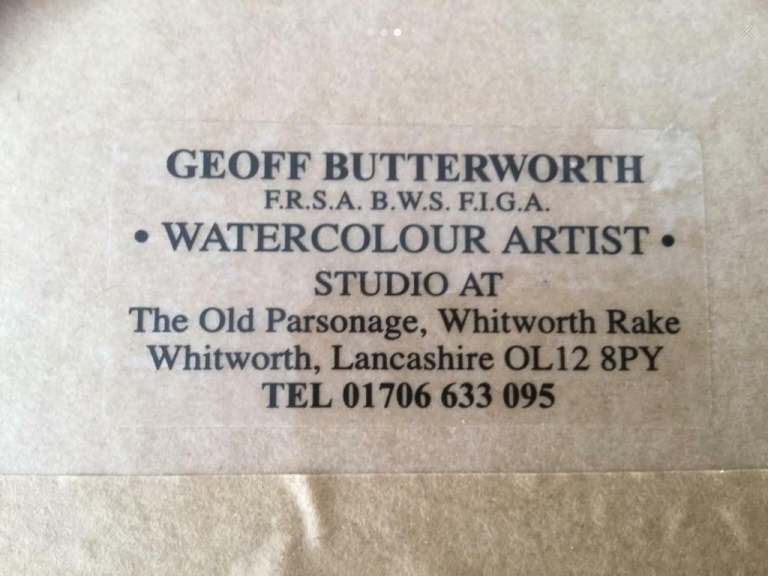 GEOFF BUTTERWORTH
F.R.S.A. B.W.S. F.I.G.A.
• WATERCOLOUR ARTIST •
STUDIO AT
The Old Parsonage, Whitworth Rake
Whitworth, Lancashire OL12 8PY
TEL 01706 633 095